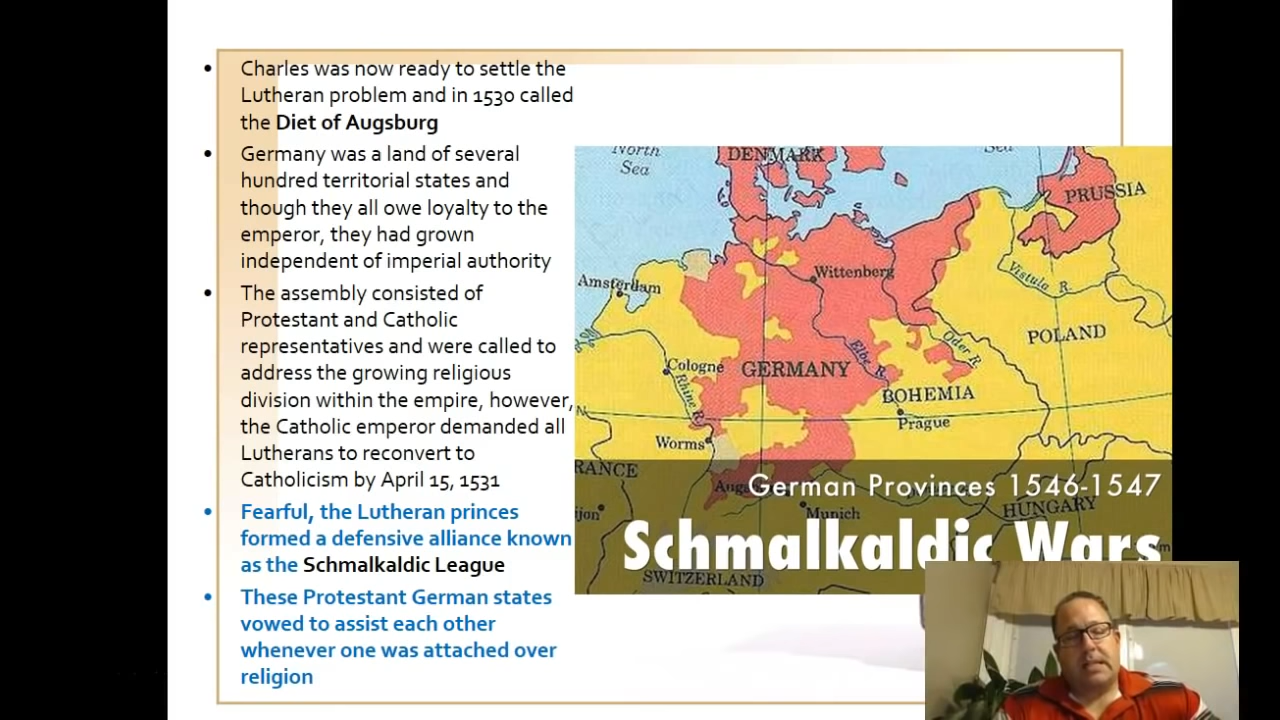 Charles was now ready to settle the
Lutheran problem and in 1530 called
the Diet of Augsburg
Germany was a land of several
hundred territorial states and
though they all owe loyalty to the
emperor, they had grown
independent of imperial authority
The assembly consisted of
Protestant and Catholic
representatives and were called to
address the growing religious
division within the empire, however,
the Catholic emperor demanded all
Lutherans to reconvert to
Catholicism by April 15, 1531
Fearful, the Lutheran princes
formed a defensive alliance known
as the Schmalkaldic League
These Protestant German states
vowed to assist each other
whenever one was attached over
religion
North
Sea
DENMARK
Sea
PRUSSIA
Wittenberg
Vistula R.
Amsterdam
POLAND
Elbe R.
Oder R.
Cologne
GERMANY
Rhine R.
BOHEMIA
Prague
Worms
RANCE
German Provinces 1546-1547
Munich
HUNGARY
ijon
Schmalkaldic Wars
SWITZERLAND